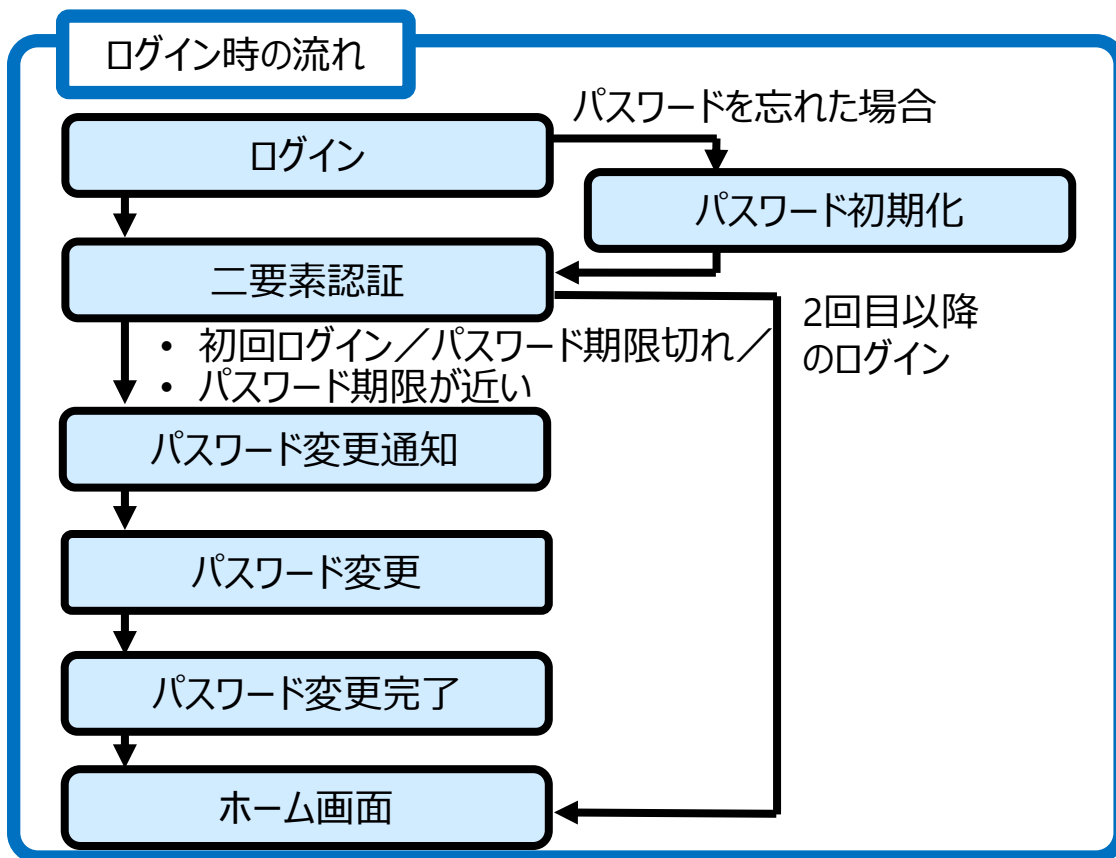 ログイン時の流れ
パスワードを忘れた場合
ログイン
パスワード初期化
二要素認証
2回目以降
のログイン
• 初回ログイン／パスワード期限切れ／
• パスワード期限が近い
パスワード変更通知
パスワード変更
パスワード変更完了
ホーム画面